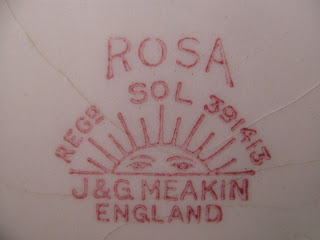 ROSA
SOL
REGD 391413
J&G MEAKIN
ENGLAND